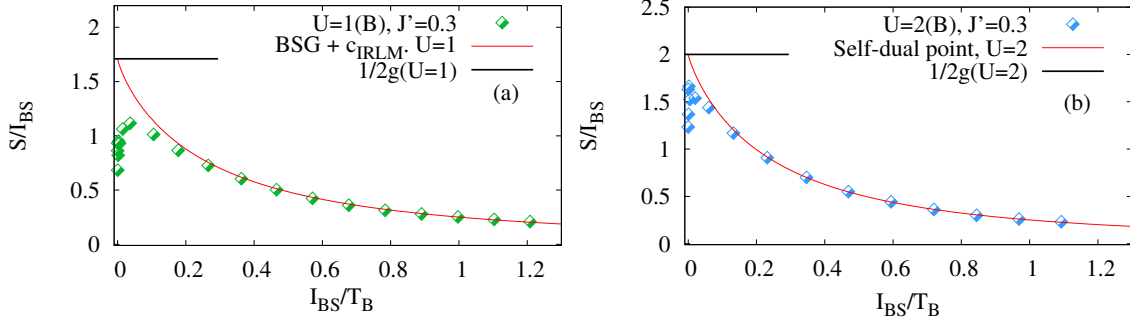 U=1(B), J'=0.3
BSG + c_IRLM. U=1
1/2g(U=1)
(a)
2
1.5
1
0.5
0
S/I_BS
0 0.2 0.4 0.6 0.8 1 1.2
I_BS/T_B
U=2(B), J'=0.3
Self-dual point, U=2
1/2g(U=2)
(b)
2.5
2
1.5
1
0.5
0
S/I_BS
0 0.2 0.4 0.6 0.8 1 1.2
I_BS/T_B